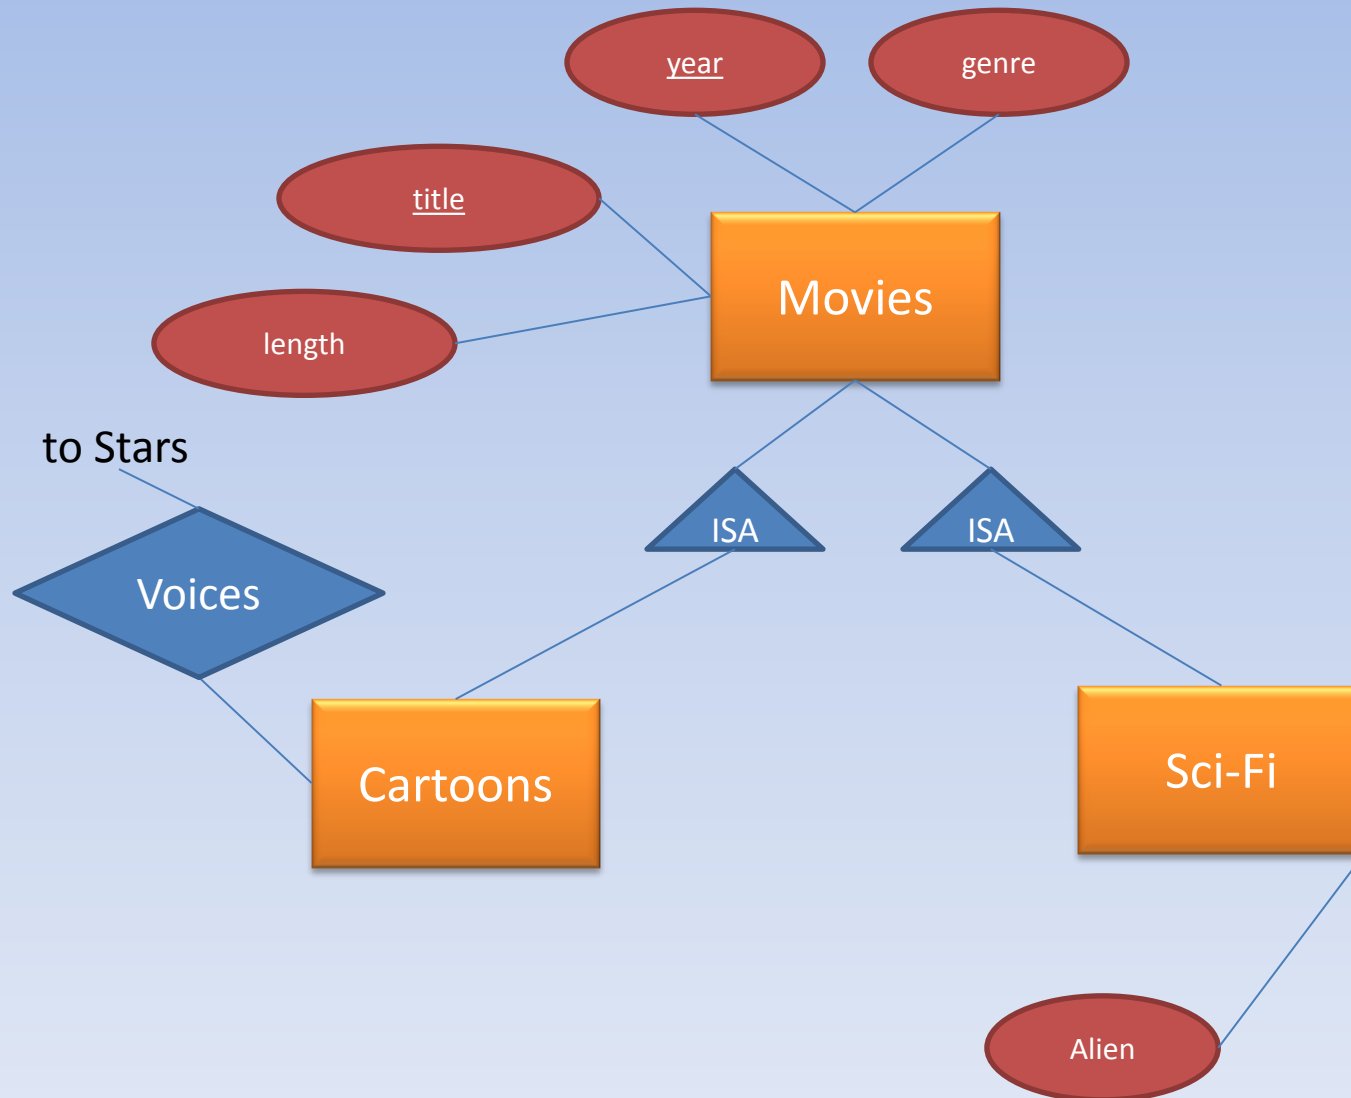 year
genre
title
Movies
length
to Stars
ISA
ISA
Voices
Cartoons
Sci-Fi
Alien